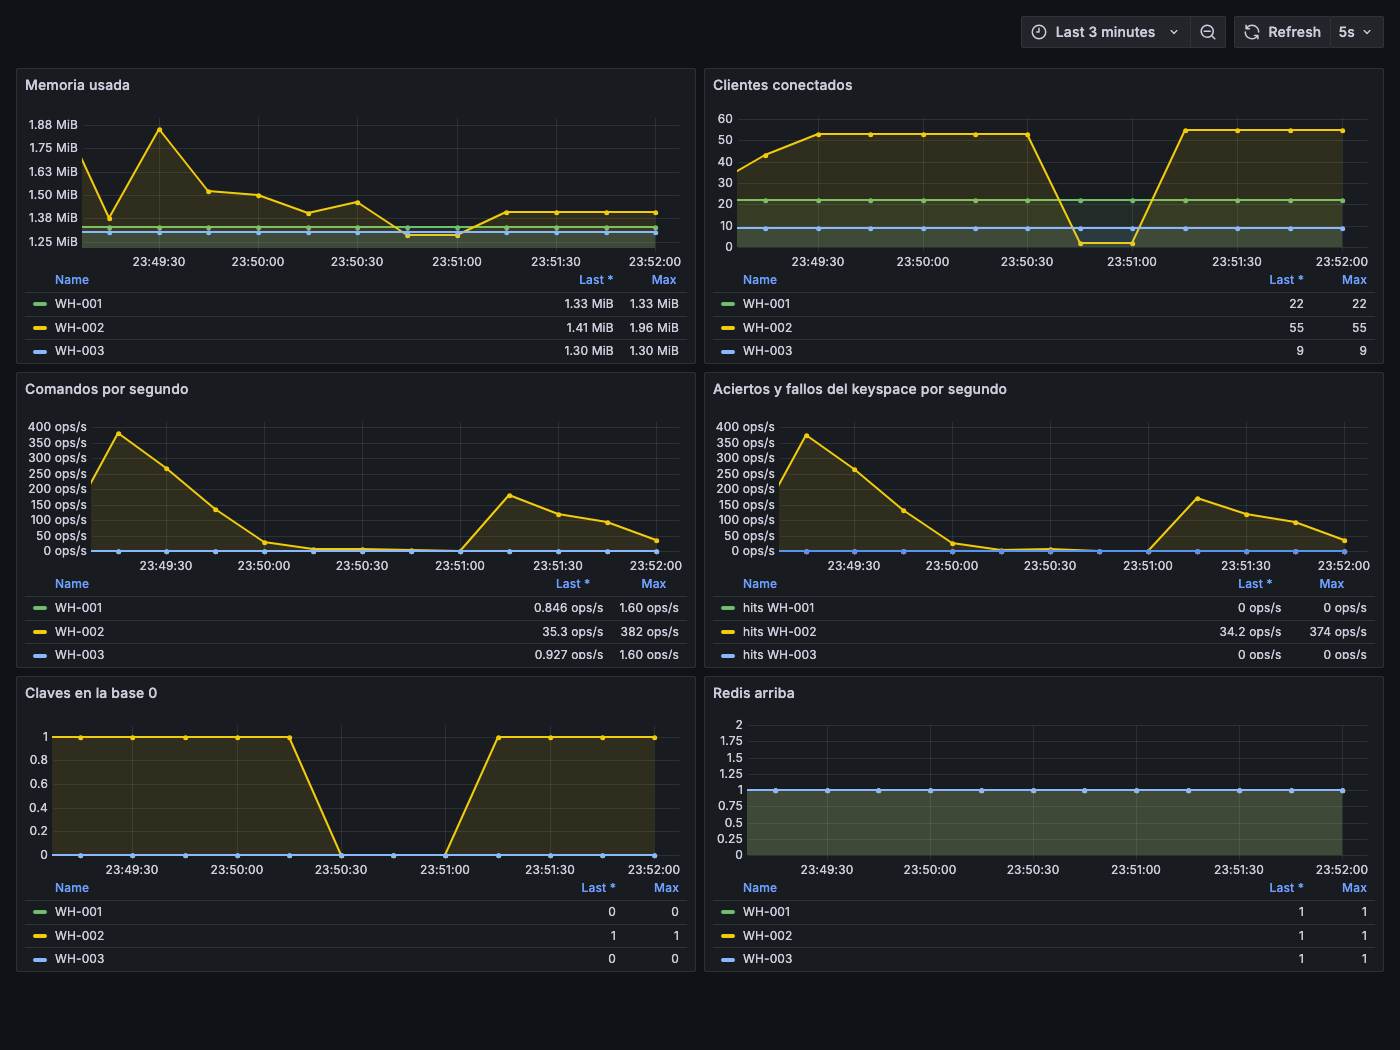 Last 3 minutes
Refresh 5s
Memoria usada
1.88 MiB
1.75 MiB
1.63 MiB
1.50 MiB
1.38 MiB
1.25 MiB
23:49:30 23:50:00 23:50:30 23:51:00 23:51:30 23:52:00
Name Last * Max
WH-001 1.33 MiB 1.33 MiB
WH-002 1.41 MiB 1.96 MiB
WH-003 1.30 MiB 1.30 MiB
Clientes conectados
60
50
40
30
20
10
0
23:49:30 23:50:00 23:50:30 23:51:00 23:51:30 23:52:00
Name Last * Max
WH-001 22 22
WH-002 55 55
WH-003 9 9
Comandos por segundo
400 ops/s
350 ops/s
300 ops/s
250 ops/s
200 ops/s
150 ops/s
100 ops/s
50 ops/s
0 ops/s
23:49:30 23:50:00 23:50:30 23:51:00 23:51:30 23:52:00
Name Last * Max
WH-001 0.846 ops/s 1.60 ops/s
WH-002 35.3 ops/s 382 ops/s
WH-003 0.927 ops/s 1.60 ops/s
Aciertos y fallos del keyspace por segundo
400 ops/s
350 ops/s
300 ops/s
250 ops/s
200 ops/s
150 ops/s
100 ops/s
50 ops/s
0 ops/s
23:49:30 23:50:00 23:50:30 23:51:00 23:51:30 23:52:00
Name Last * Max
hits WH-001 0 ops/s 0 ops/s
hits WH-002 34.2 ops/s 374 ops/s
hits WH-003 0 ops/s 0 ops/s
Claves en la base 0
1
0.8
0.6
0.4
0.2
0
23:49:30 23:50:00 23:50:30 23:51:00 23:51:30 23:52:00
Name Last * Max
WH-001 0 0
WH-002 1 1
WH-003 0 0
Redis arriba
2
1.75
1.5
1.25
1
0.75
0.5
0.25
0
23:49:30 23:50:00 23:50:30 23:51:00 23:51:30 23:52:00
Name Last * Max
WH-001 1 1
WH-002 1 1
WH-003 1 1